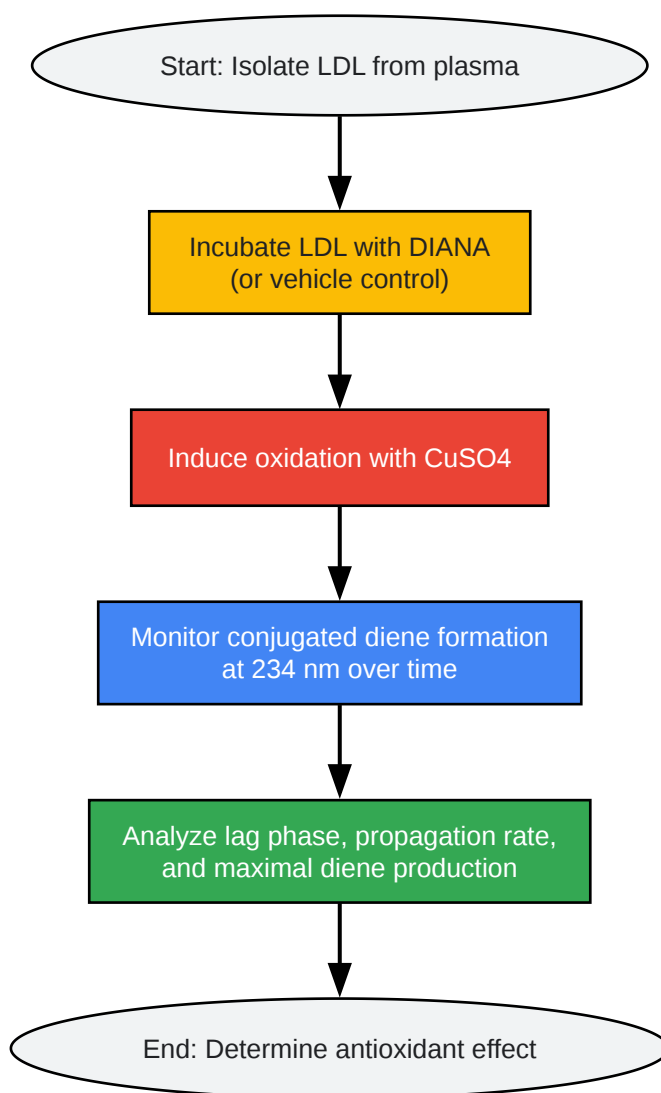 Start: Isolate LDL from plasma
Incubate LDL with DIANA
(or vehicle control)
Induce oxidation with CuSO4
Monitor conjugated diene formation
at 234 nm over time
Analyze lag phase, propagation rate,
and maximal diene production
End: Determine antioxidant effect